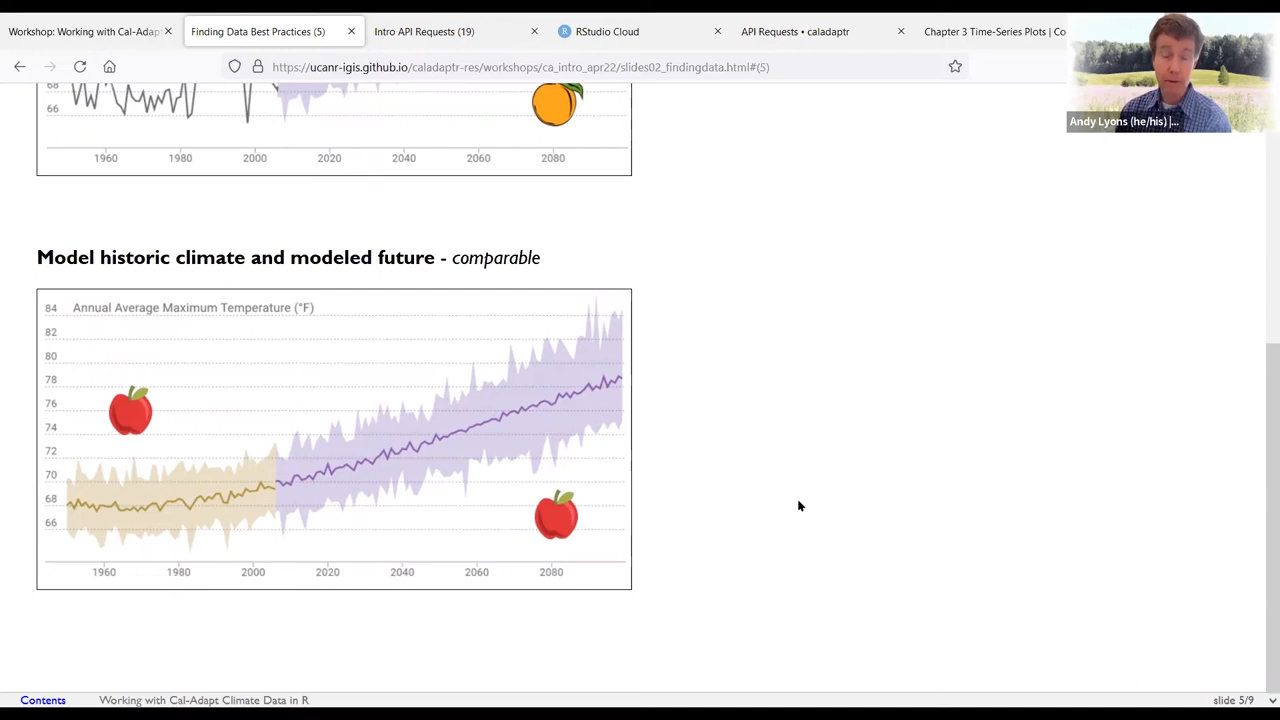 Workshop: Working with Cal-Adap
Finding Data Best Practices (5)
Intro API Requests (19)
RStudio Cloud
API Requests • caladaptr
Chapter 3 Time-Series Plots | Co
https://ucanr-igis.github.io/caladaptr-res/workshops/ca_intro_apr22/slides02_findingdata.html#(5)
Andy Lyons (he/his) |...
68
66
1960 1980 2000 2020 2040 2060 2080
Model historic climate and modeled future - comparable
84 Annual Average Maximum Temperature (°F)
82
80
78
76
74
72
70
68
66
1960 1980 2000 2020 2040 2060 2080
Contents Working with Cal-Adapt Climate Data in R slide 5/9